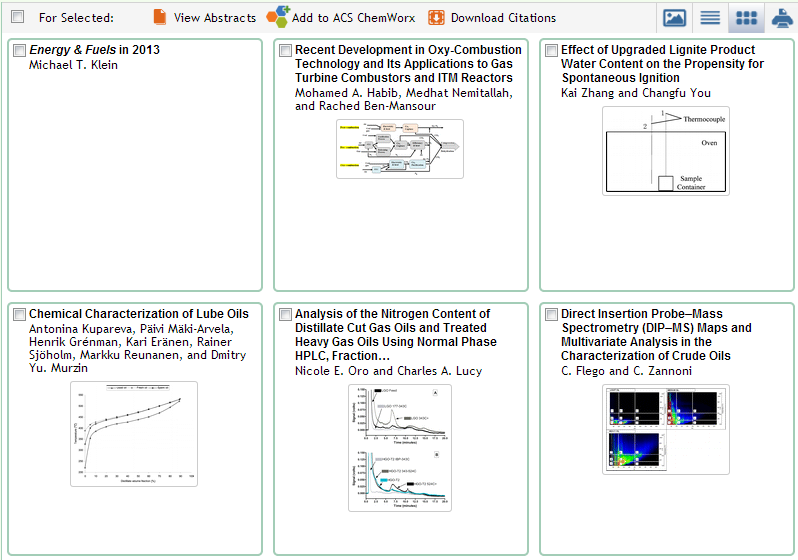 For Selected: View Abstracts Add to ACS ChemWorx Download Citations
Energy & Fuels in 2013
Michael T. Klein
Recent Development in Oxy-Combustion
Technology and Its Applications to Gas
Turbine Combustors and ITM Reactors
Mohamed A. Habib, Medhat Nemitallah,
and Rached Ben-Mansour
Effect of Upgraded Lignite Product
Water Content on the Propensity for
Spontaneous Ignition
Kai Zhang and Changfu You
1
Thermocouple
2
Oven
Sample
Container
Chemical Characterization of Lube Oils
Antonina Kupareva, Päivi Mäki-Arvela,
Henrik Grénman, Kari Eränen, Rainer
Sjöholm, Markku Reunanen, and Dmitry
Yu. Murzin
Analysis of the Nitrogen Content of
Distillate Cut Gas Oils and Treated
Heavy Gas Oils Using Normal Phase
HPLC, Fraction...
Nicole E. Oro and Charles A. Lucy
A
Time (minutes)
B
Time (minutes)
Direct Insertion Probe–Mass
Spectrometry (DIP–MS) Maps and
Multivariate Analysis in the
Characterization of Crude Oils
C. Flego and C. Zannoni